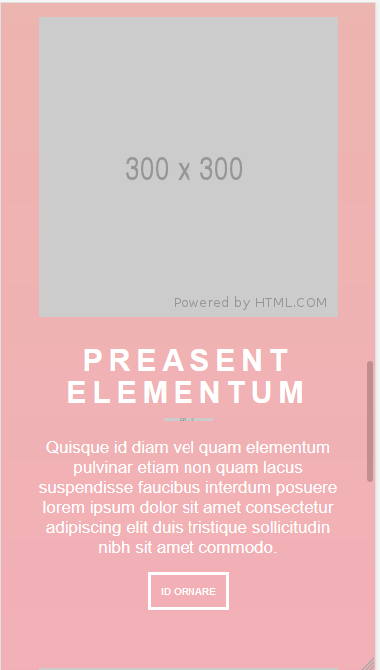 300 x 300
Powered by HTML.COM
PREASENT
ELEMENTUM
Quisque id diam vel quam elementum
pulvinar etiam non quam lacus
suspendisse faucibus interdum posuere
lorem ipsum dolor sit amet consectetur
adipiscing elit duis tristique sollicitudin
nibh sit amet commodo.
ID ORNARE